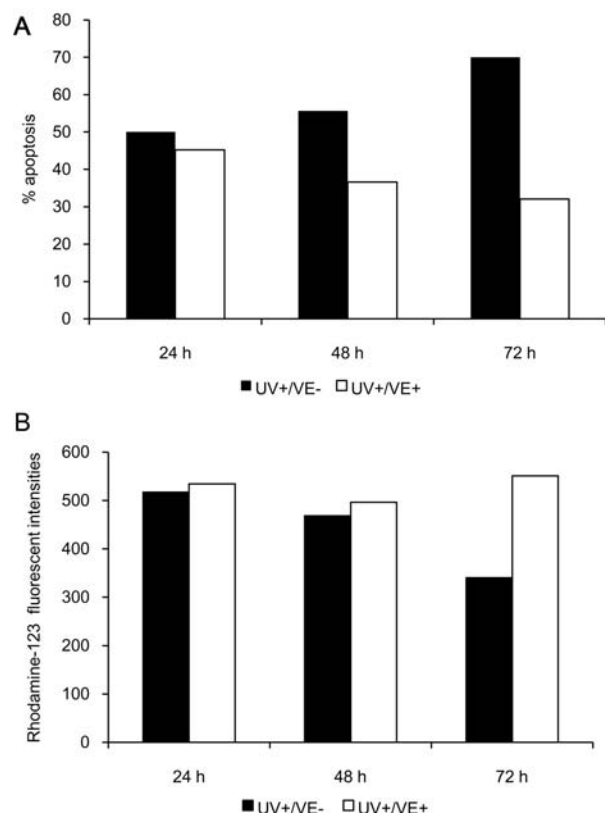 A
80
70
60
50
40
30
20
10
0
% apoptosis
24 h 48 h 72 h
■ UV+/VE- □ UV+/VE+
B
600
500
400
300
200
100
0
Rhodamine-123 fluorescent intensities
24 h 48 h 72 h
■ UV+/VE- □ UV+/VE+